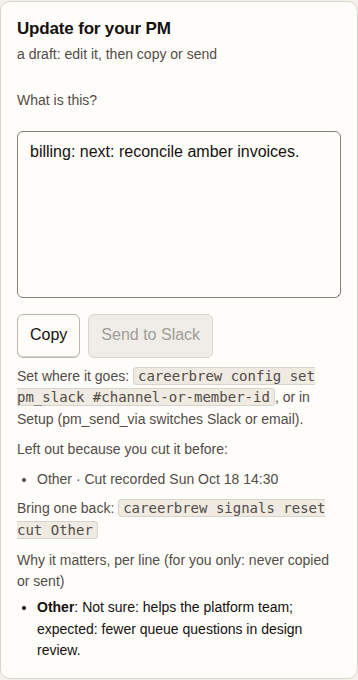 Update for your PM
a draft: edit it, then copy or send
What is this?
billing: next: reconcile amber invoices.
Copy
Send to Slack
Set where it goes: careerbrew config set
pm_slack #channel-or-member-id, or in
Setup (pm_send_via switches Slack or email).
Left out because you cut it before:
• Other · Cut recorded Sun Oct 18 14:30
Bring one back: careerbrew signals reset
cut Other
Why it matters, per line (for you only: never copied
or sent)
• Other: Not sure: helps the platform team;
expected: fewer queue questions in design
review.